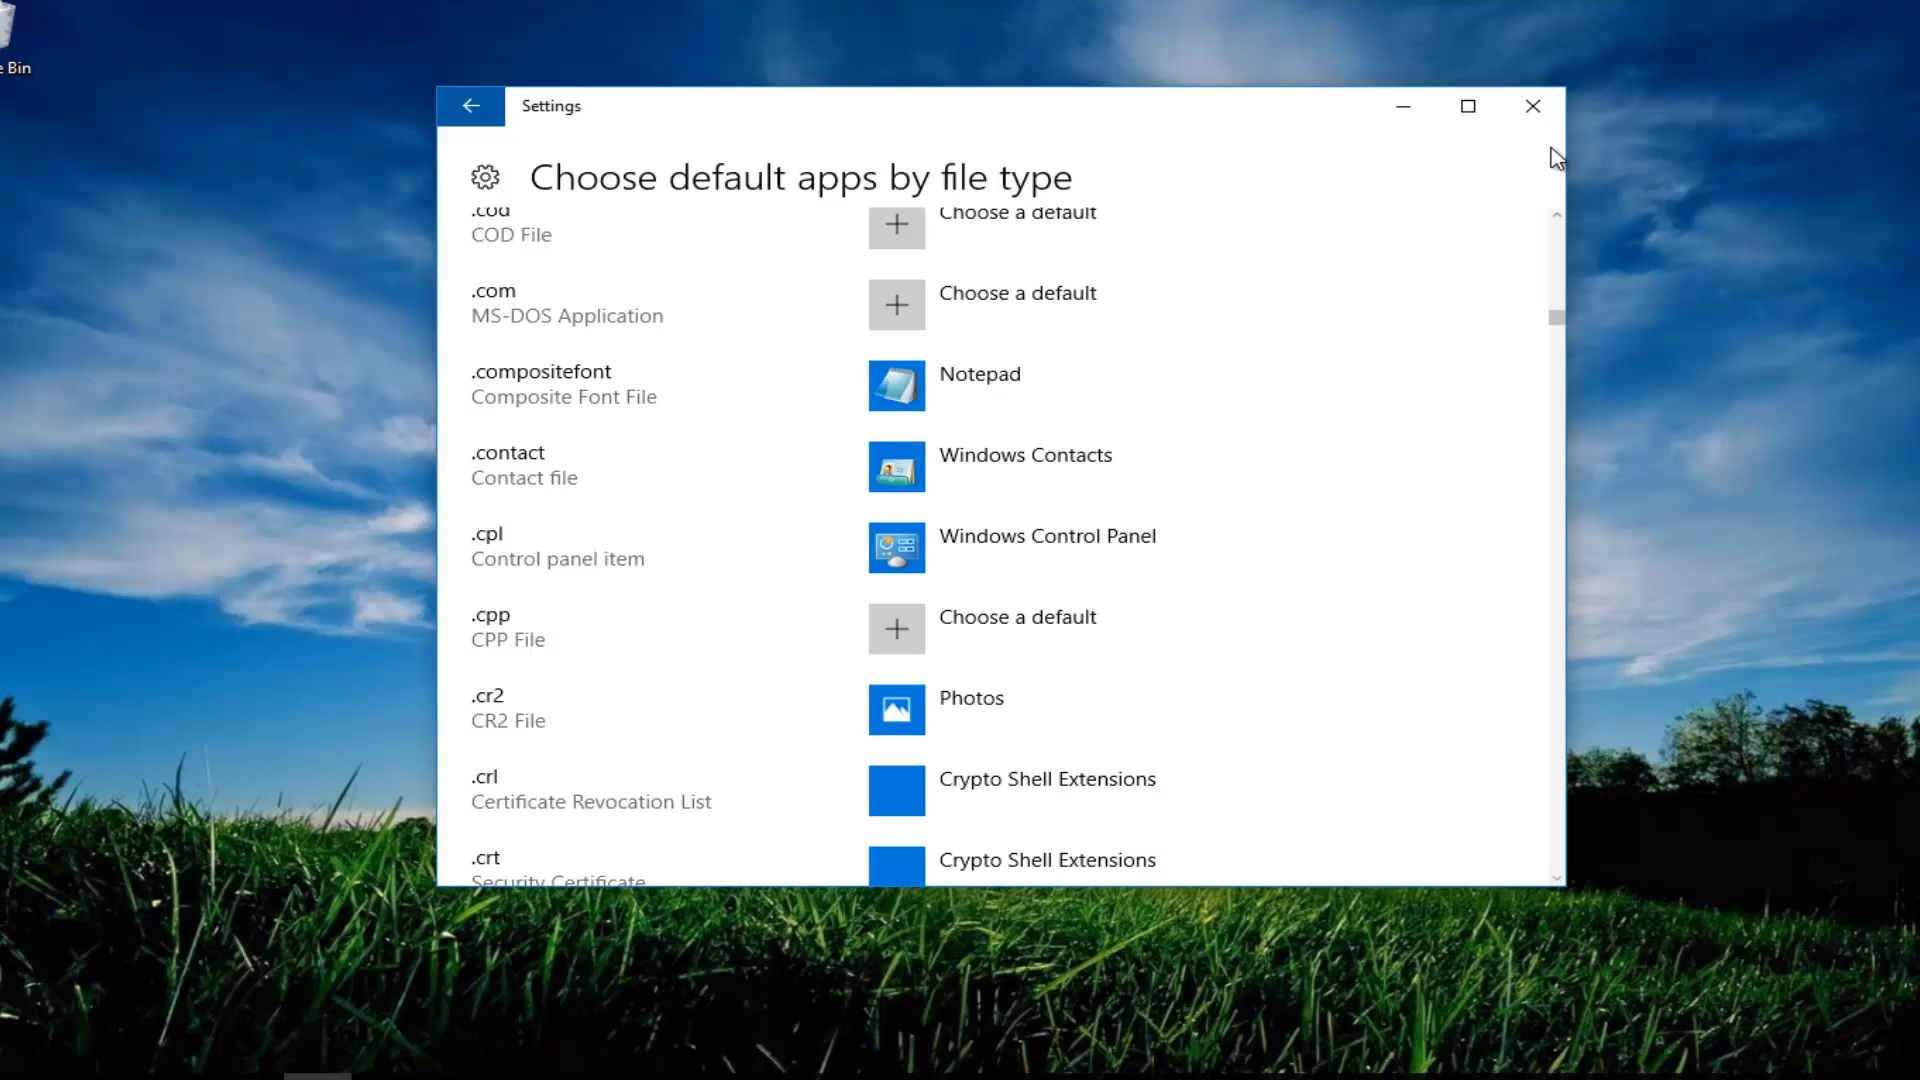 e Bin
Settings
Choose default apps by file type
.cod
COD File
Choose a default
.com
MS-DOS Application
Choose a default
.compositefont
Composite Font File
Notepad
.contact
Contact file
Windows Contacts
.cpl
Control panel item
Windows Control Panel
.cpp
CPP File
Choose a default
.cr2
CR2 File
Photos
.crl
Certificate Revocation List
Crypto Shell Extensions
.crt
Security Certificate
Crypto Shell Extensions